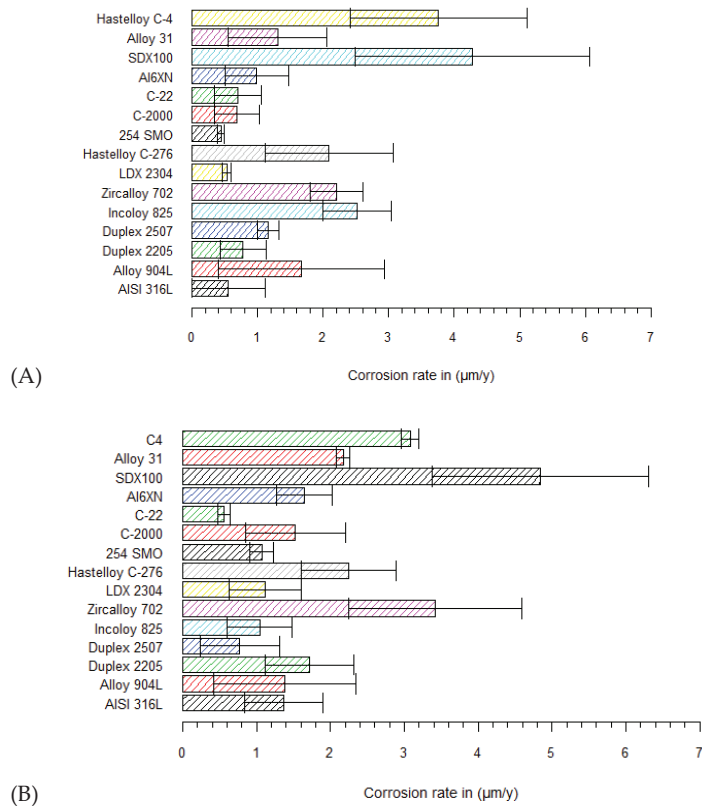 Hastelloy C-4
Alloy 31
SDX100
Al6XN
C-22
C-2000
254 SMO
Hastelloy C-276
LDX 2304
Zircalloy 702
Incoloy 825
Duplex 2507
Duplex 2205
Alloy 904L
AISI 316L
0 1 2 3 4 5 6 7
(A)
Corrosion rate in (μm/y)
C4
Alloy 31
SDX100
Al6XN
C-22
C-2000
254 SMO
Hastelloy C-276
LDX 2304
Zircalloy 702
Incoloy 825
Duplex 2507
Duplex 2205
Alloy 904L
AISI 316L
0 1 2 3 4 5 6 7
(B)
Corrosion rate in (μm/y)